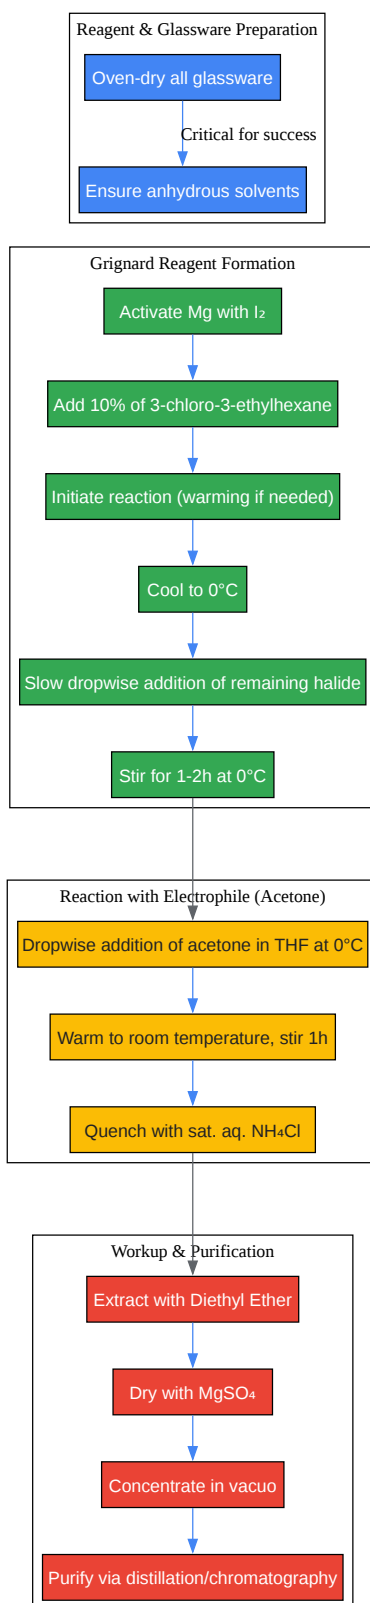 Reagent & Glassware Preparation
Oven-dry all glassware
Critical for success
Ensure anhydrous solvents
Grignard Reagent Formation
Activate Mg with I₂
Add 10% of 3-chloro-3-ethylhexane
Initiate reaction (warming if needed)
Cool to 0°C
Slow dropwise addition of remaining halide
Stir for 1-2h at 0°C
Reaction with Electrophile (Acetone)
Dropwise addition of acetone in THF at 0°C
Warm to room temperature, stir 1h
Quench with sat. aq. NH₄Cl
Workup & Purification
Extract with Diethyl Ether
Dry with MgSO₄
Concentrate in vacuo
Purify via distillation/chromatography